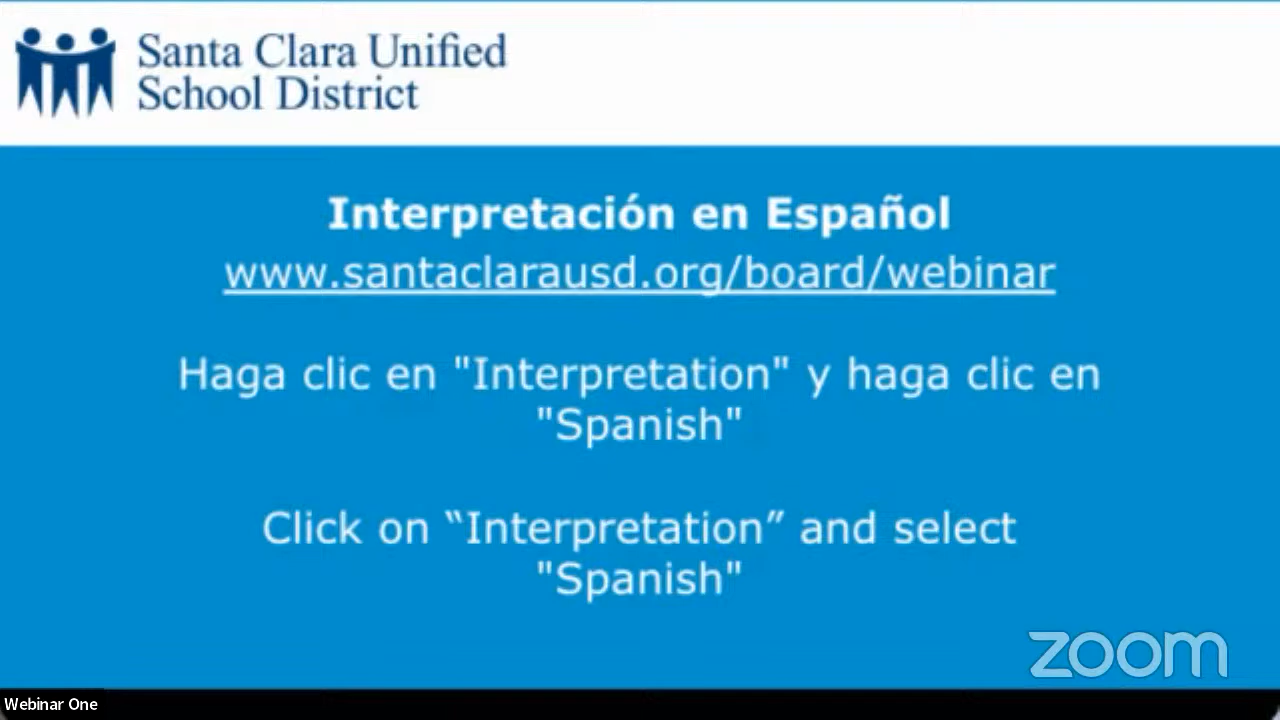 Santa Clara Unified
School District
Interpretación en Español
www.santaclarausd.org/board/webinar
Haga clic en "Interpretation" y haga clic en
"Spanish"
Click on “Interpretation” and select
"Spanish"
zoom
Webinar One